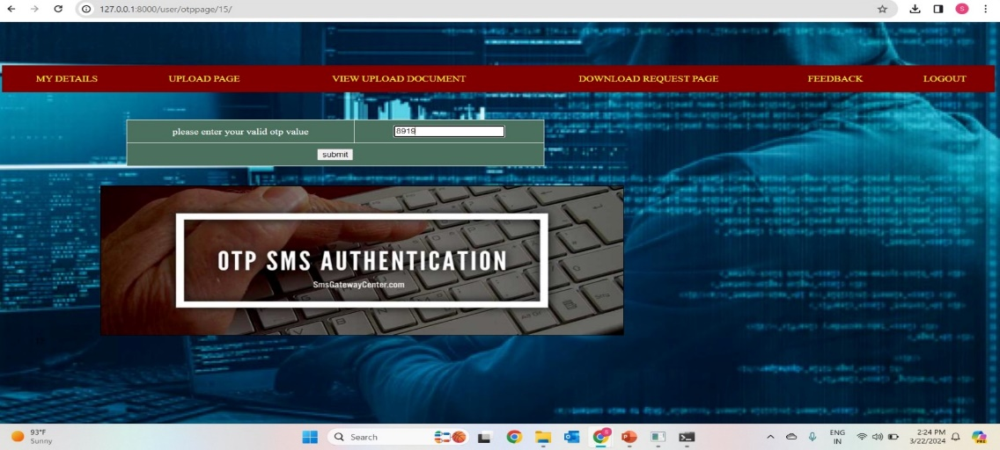 127.0.0.1:8000/user/otppage/15/
S
MY DETAILS UPLOAD PAGE VIEW UPLOAD DOCUMENT DOWNLOAD REQUEST PAGE FEEDBACK LOGOUT
please enter your valid otp value 8919
submit
OTP SMS AUTHENTICATION
SmsGatewayCenter.com
93°F
Sunny
Search
ENG
IN
2:24 PM
3/22/2024